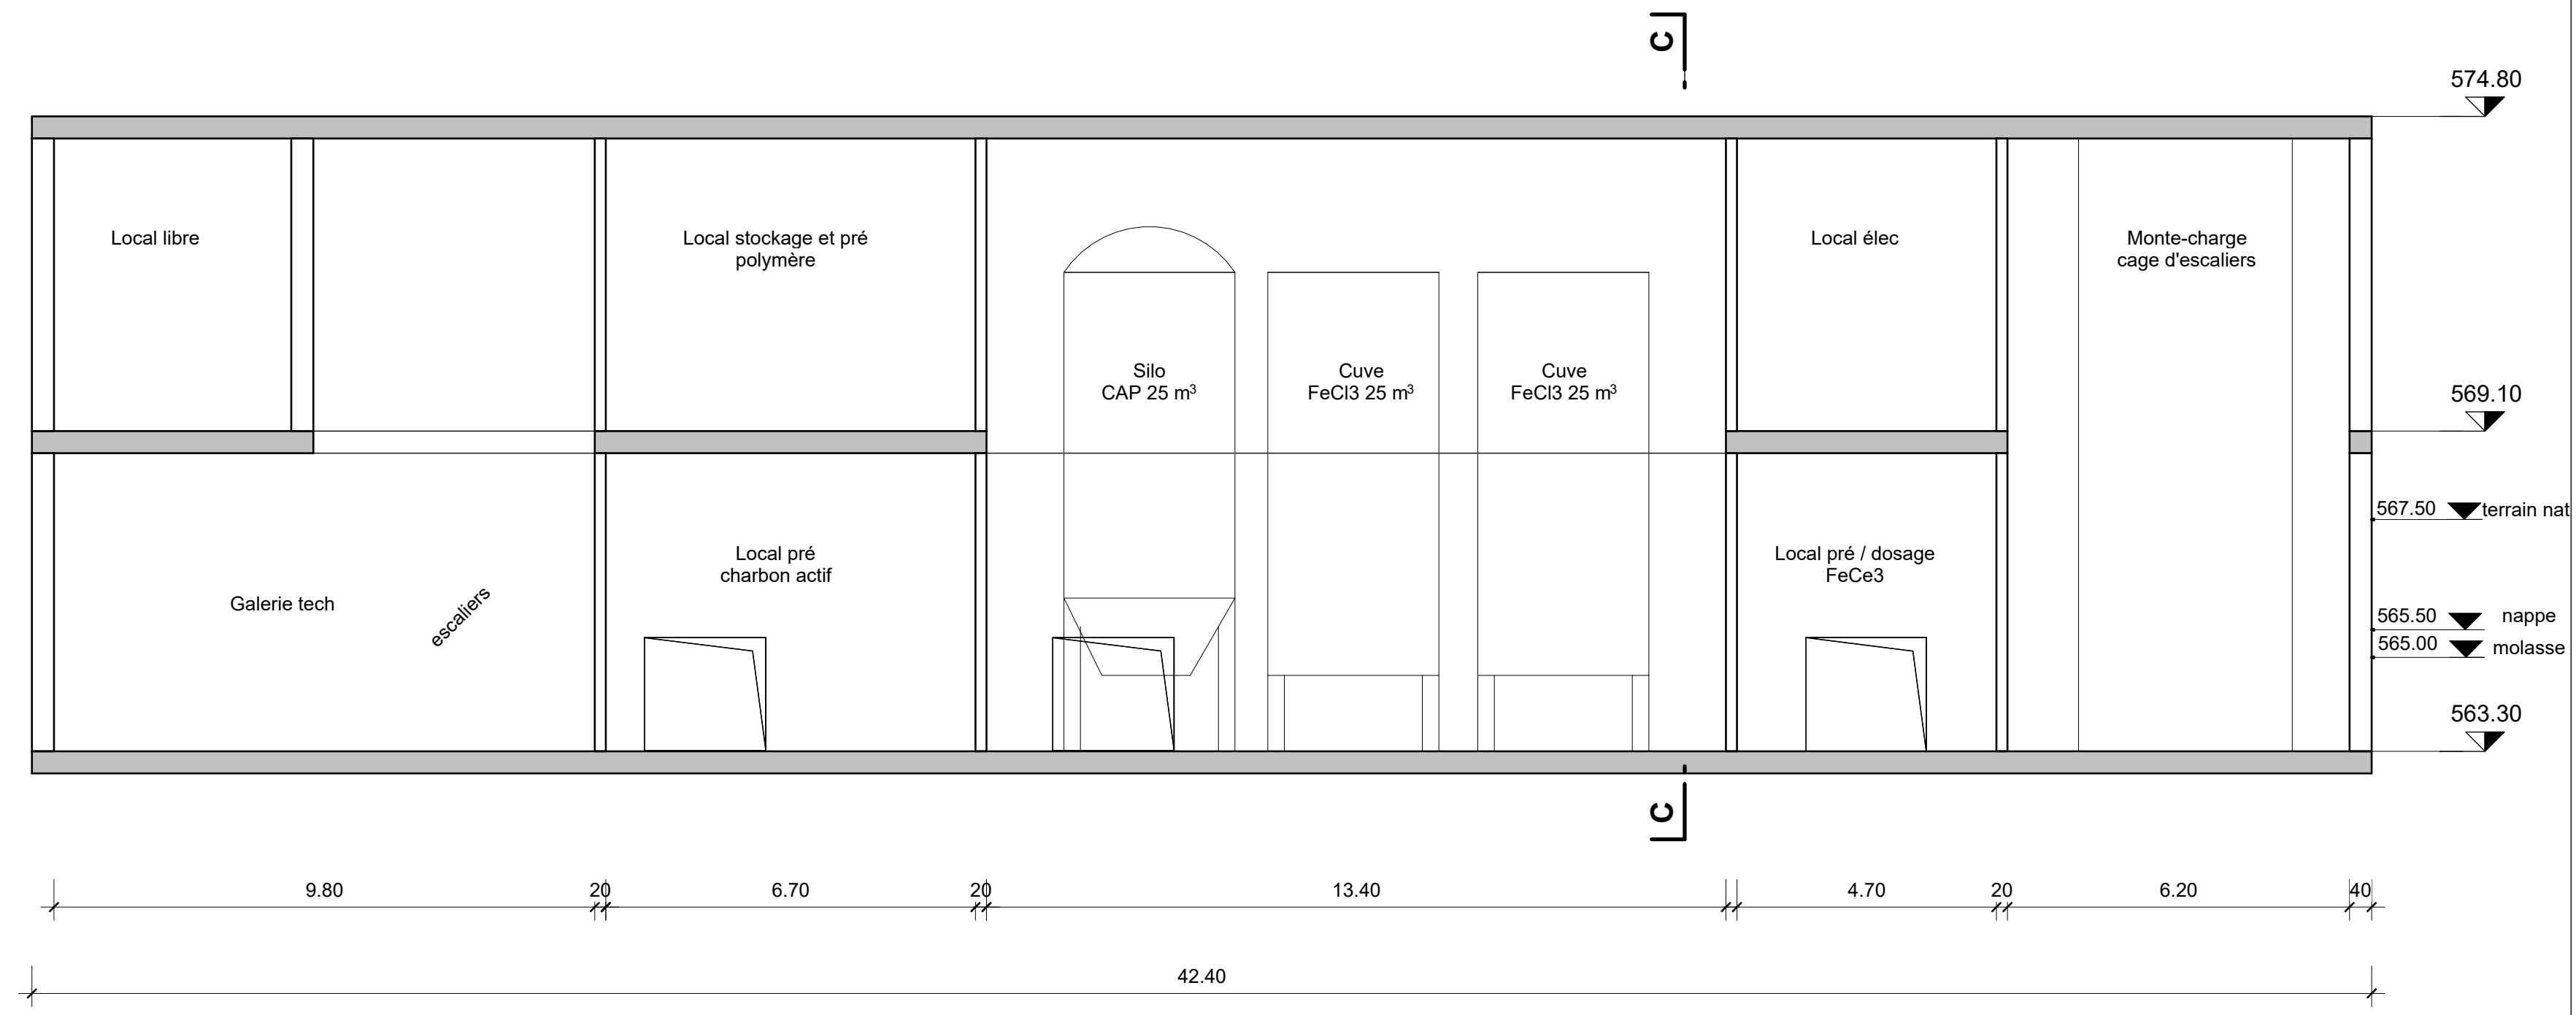 C
574.80
Local libre
Local stockage et pré
polymère
Local élec
Monte-charge
cage d'escaliers
Silo
CAP 25 m³
Cuve
FeCl3 25 m³
Cuve
FeCl3 25 m³
569.10
567.50 terrain nat
Local pré
charbon actif
Local pré / dosage
FeCe3
Galerie tech
escaliers
565.50 nappe
565.00 molasse
563.30
C
9.80 20 6.70 20 13.40 4.70 20 6.20 40
42.40